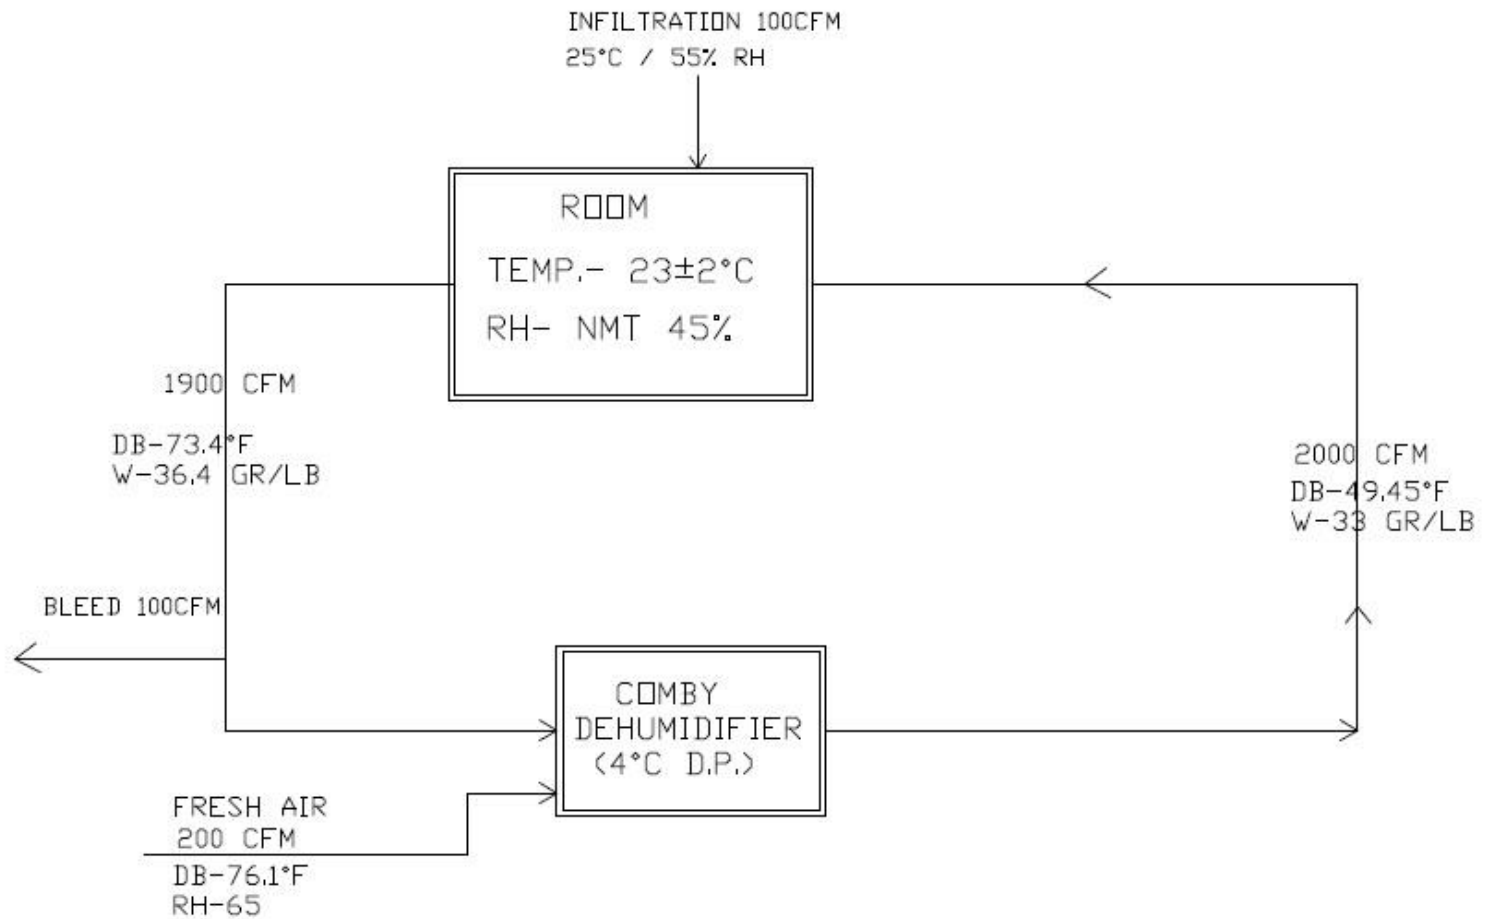 INFILTRATION 100CFM
25°C / 55% RH
ROOM
TEMP.- 23±2°C
RH- NMT 45%
1900 CFM
DB-73.4°F
W-36.4 GR/LB
2000 CFM
DB-49.45°F
W-33 GR/LB
BLEED 100CFM
COMBY
DEHUMIDIFIER
(4°C D.P.)
FRESH AIR
200 CFM
DB-76.1°F
RH-65